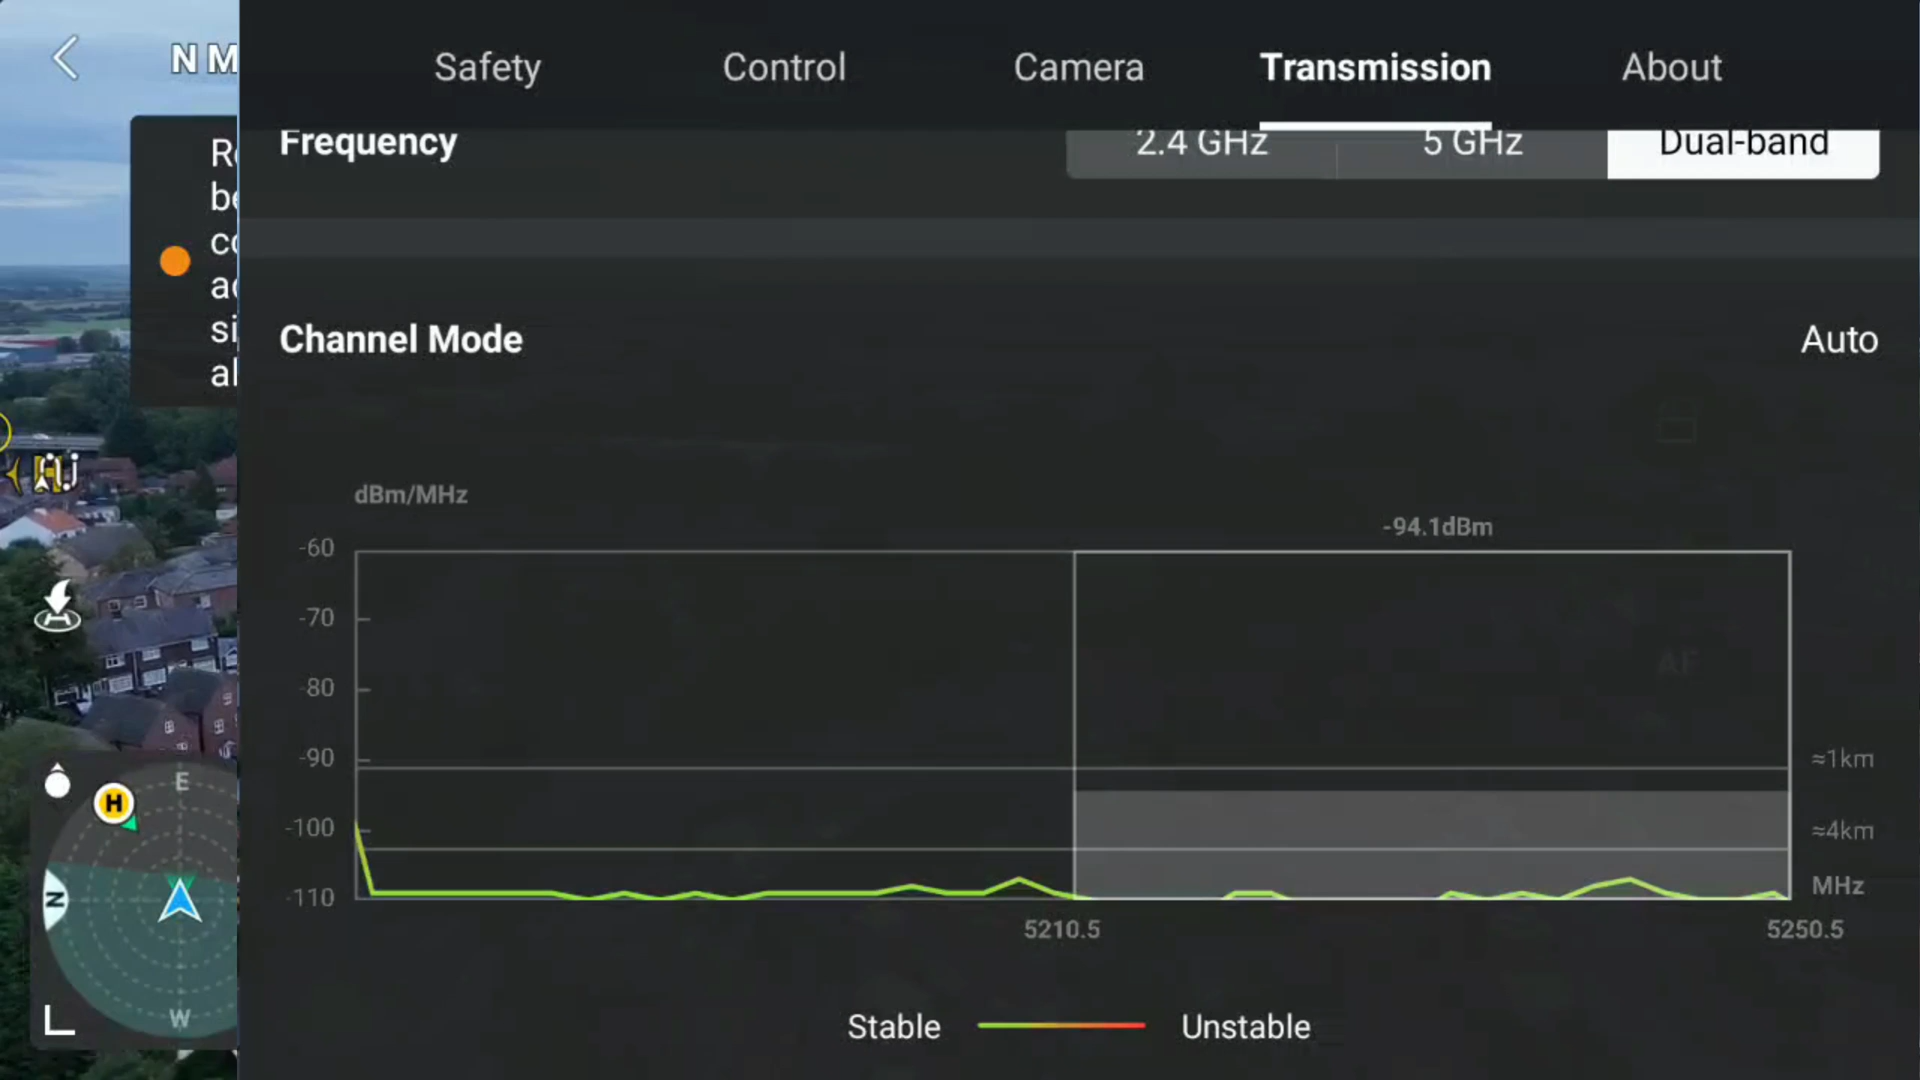 N M
Safety
Control
Camera
Transmission
About
Frequency
2.4 GHz
5 GHz
Dual-band
Channel Mode
Auto
dBm/MHz
-94.1dBm
-60
-70
-80
-90
≈1km
-100
≈4km
-110
MHz
5210.5
5250.5
Stable
Unstable
AF
E
H
N
W